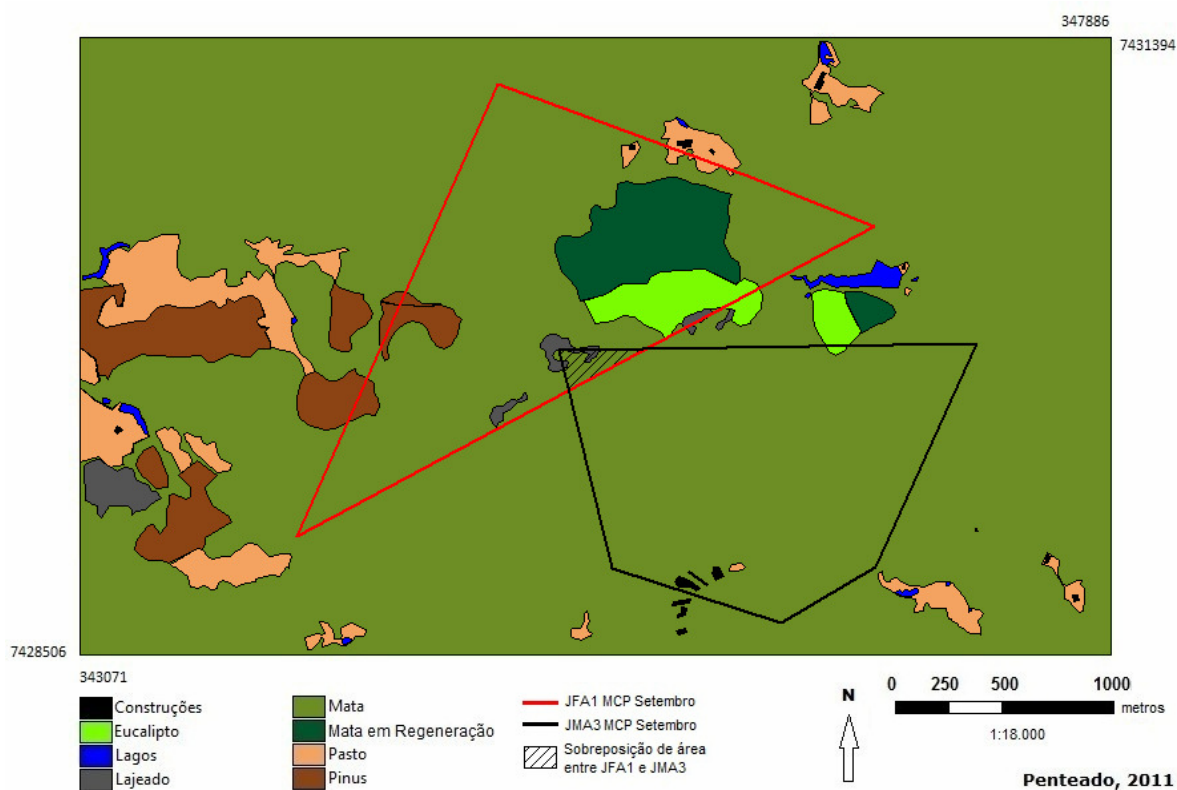 347886
7431394
7428506
343071
Construções
Eucalipto
Lagos
Lajeado
Mata
Mata em Regeneração
Pasto
Pinus
JFA1 MCP Setembro
JMA3 MCP Setembro
Sobreposição de área
entre JFA1 e JMA3
N
0 250 500 1000
metros
1:18.000
Penteado, 2011